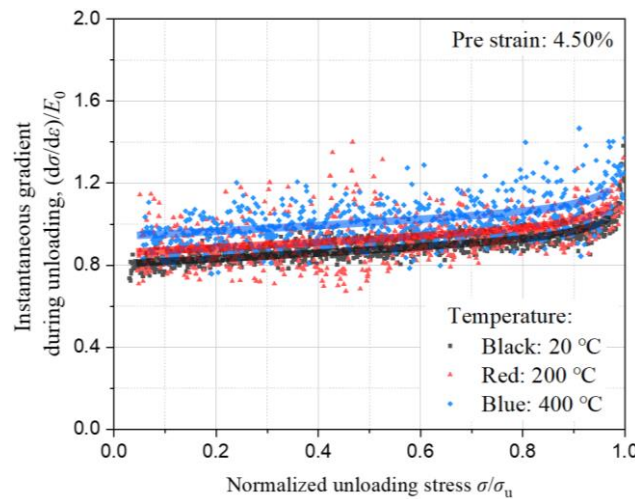 2.0
1.6
1.2
0.8
0.4
0.0
Instantaneous gradient
during unloading, (dσ/dε)/E₀
Pre strain: 4.50%
Temperature:
Black: 20 °C
Red: 200 °C
Blue: 400 °C
0.0 0.2 0.4 0.6 0.8 1.0
Normalized unloading stress σ/σᵤ